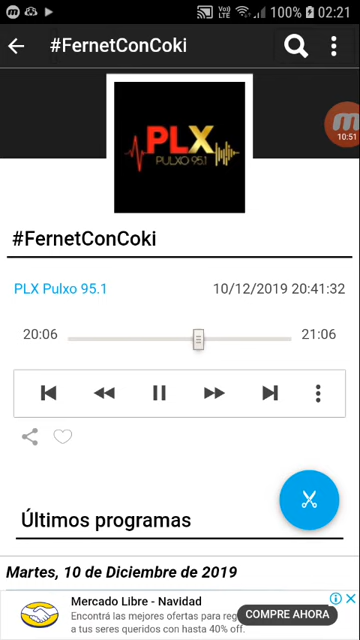 Vo))
LTE
100%
02:21
#FernetConCoki
10:51
PLX
PULXO 95.1
#FernetConCoki
PLX Pulxo 95.1
10/12/2019 20:41:32
20:06
21:06
Últimos programas
Martes, 10 de Diciembre de 2019
Mercado Libre - Navidad
Encontrá las mejores ofertas para reg
a tus seres queridos con hasta 40% off.
COMPRE AHORA